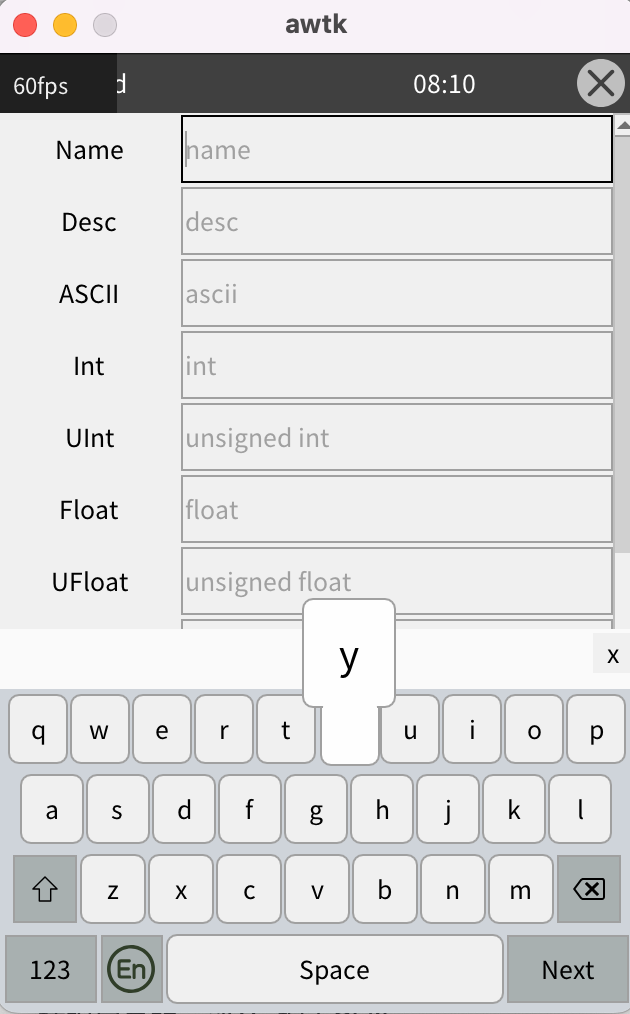 awtk
60fps d 08:10
Name name
Desc desc
ASCII ascii
Int int
UInt unsigned int
Float float
UFloat unsigned float
y
x
q w e r t u i o p
a s d f g h j k l
z x c v b n m
123 En Space Next